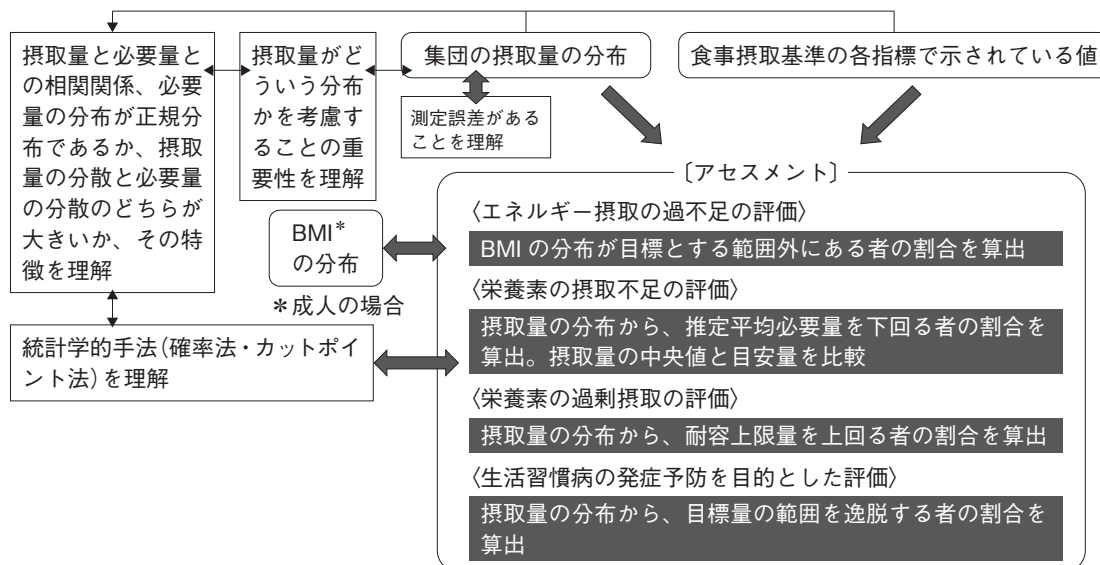 摂取量と必要量と
の相関関係、必要
量の分布が正規分
布であるか、摂取
量の分散と必要量
の分散のどちらが
大きいか、その特
徴を理解
摂取量がど
ういう分布
かを考慮す
ることの重
要性を理解
集団の摂取量の分布
食事摂取基準の各指標で示されている値
測定誤差がある
ことを理解
BMI*
の分布
*成人の場合
統計学的手法(確率法・カットポイ
ント法)を理解
〔アセスメント〕
〈エネルギー摂取の過不足の評価〉
BMI の分布が目標とする範囲外にある者の割合を算出
〈栄養素の摂取不足の評価〉
摂取量の分布から、推定平均必要量を下回る者の割合を
算出。摂取量の中央値と目安量を比較
〈栄養素の過剰摂取の評価〉
摂取量の分布から、耐容上限量を上回る者の割合を算出
〈生活習慣病の発症予防を目的とした評価〉
摂取量の分布から、目標量の範囲を逸脱する者の割合を
算出